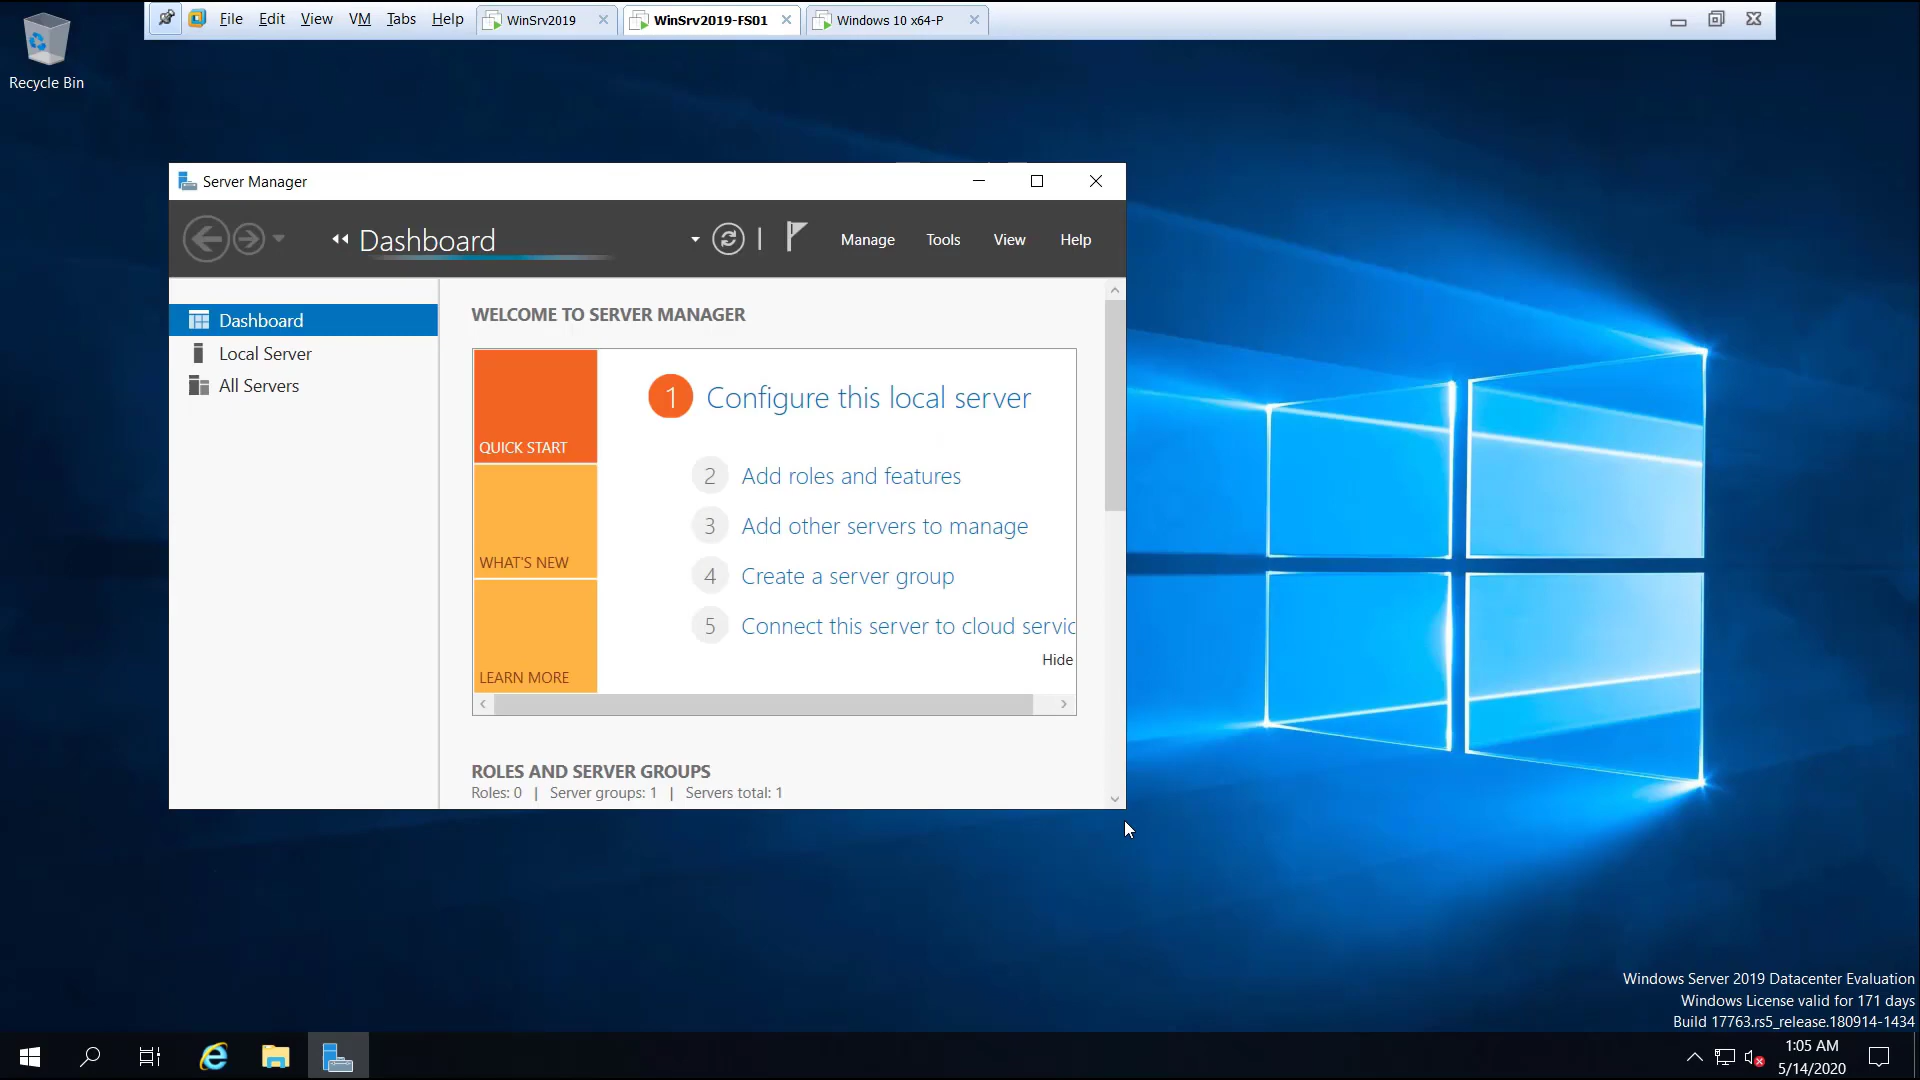 File Edit View VM Tabs Help WinSrv2019 WinSrv2019-FS01 Windows 10 x64-P
Recycle Bin
Server Manager
Dashboard
Manage Tools View Help
Dashboard
Local Server
All Servers
WELCOME TO SERVER MANAGER
QUICK START
WHAT'S NEW
LEARN MORE
1 Configure this local server
2 Add roles and features
3 Add other servers to manage
4 Create a server group
5 Connect this server to cloud servic
Hide
ROLES AND SERVER GROUPS
Roles: 0 | Server groups: 1 | Servers total: 1
Windows Server 2019 Datacenter Evaluation
Windows License valid for 171 days
Build 17763.rs5_release.180914-1434
1:05 AM
5/14/2020